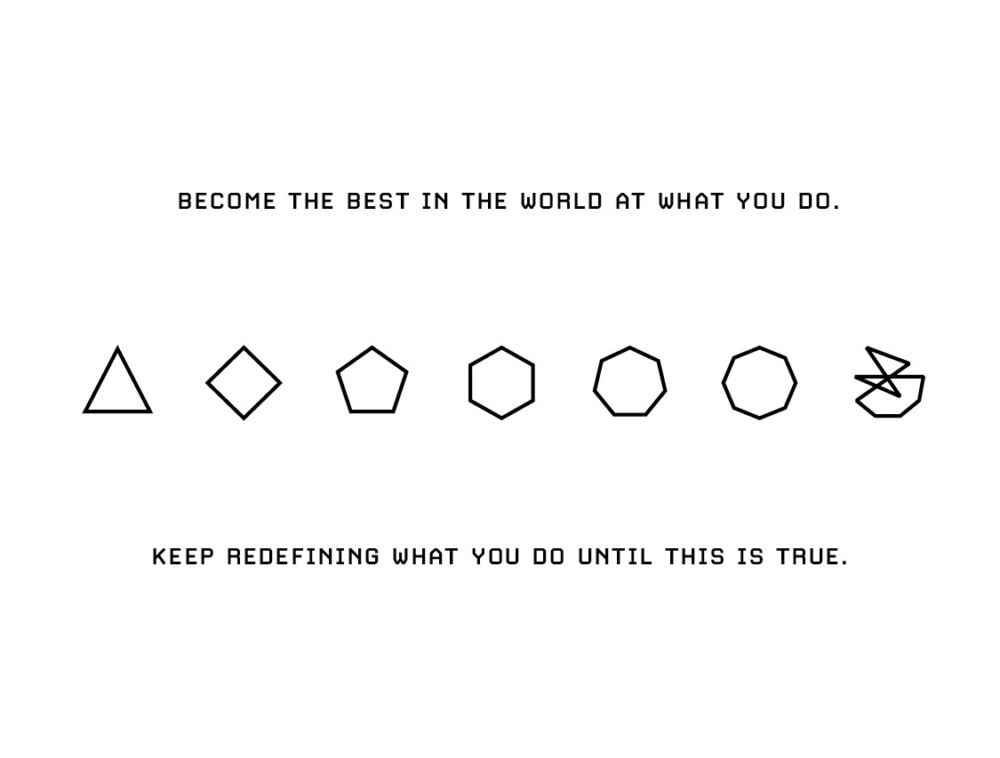 BECOME THE BEST IN THE WORLD AT WHAT YOU DO.
KEEP REDEFINING WHAT YOU DO UNTIL THIS IS TRUE.